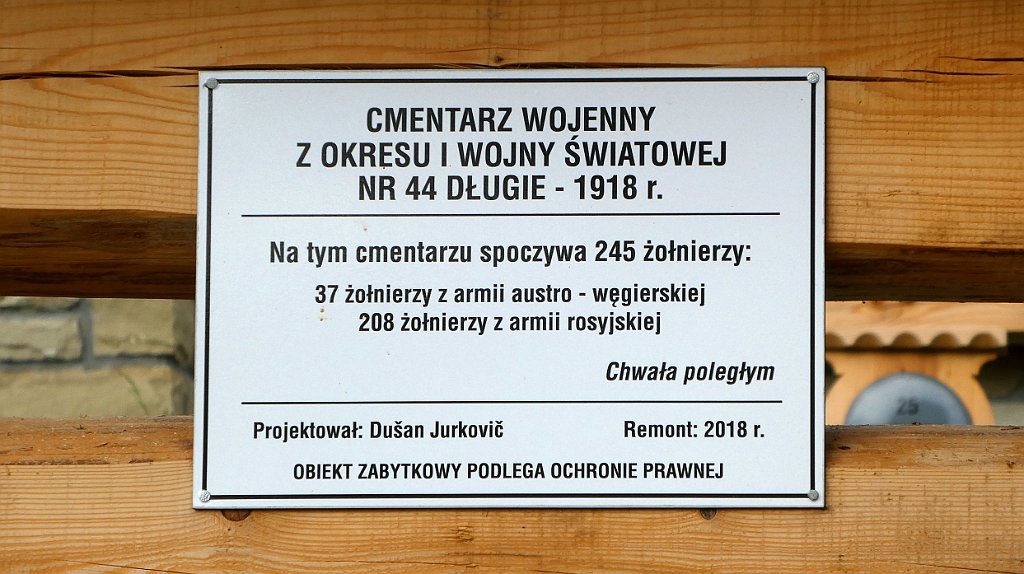 CMENTARZ WOJENNY
Z OKRESU I WOJNY ŚWIATOWEJ
NR 44 DŁUGIE - 1918 r.
Na tym cmentarzu spoczywa 245 żołnierzy:
37 żołnierzy z armii austro - węgierskiej
208 żołnierzy z armii rosyjskiej
Chwała poległym
Projektował: Dušan Jurkovič Remont: 2018 r.
OBIEKT ZABYTKOWY PODLEGA OCHRONIE PRAWNEJ
25